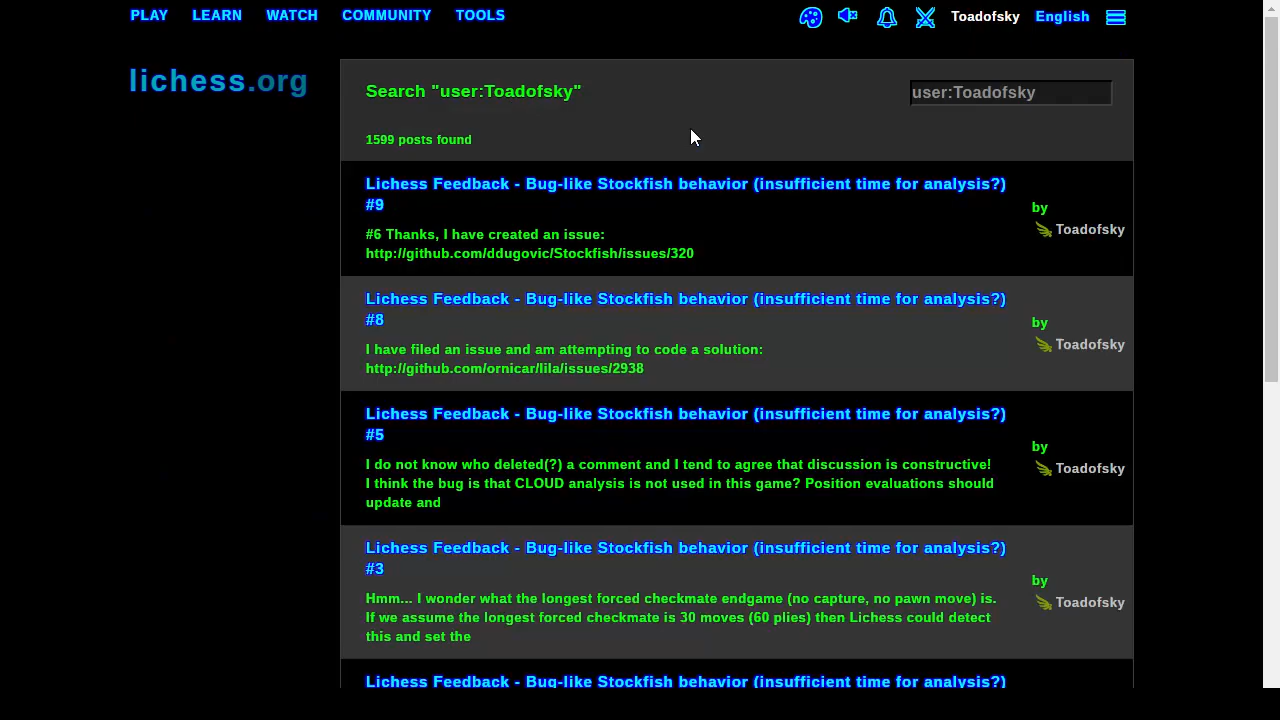 PLAY LEARN WATCH COMMUNITY TOOLS Toadofsky English
lichess.org
Search "user:Toadofsky" user:Toadofsky
1599 posts found
Lichess Feedback - Bug-like Stockfish behavior (insufficient time for analysis?)
#9
by
Toadofsky
#6 Thanks, I have created an issue:
http://github.com/ddugovic/Stockfish/issues/320
Lichess Feedback - Bug-like Stockfish behavior (insufficient time for analysis?)
#8
by
Toadofsky
I have filed an issue and am attempting to code a solution:
http://github.com/ornicar/lila/issues/2938
Lichess Feedback - Bug-like Stockfish behavior (insufficient time for analysis?)
#5
by
Toadofsky
I do not know who deleted(?) a comment and I tend to agree that discussion is constructive!
I think the bug is that CLOUD analysis is not used in this game? Position evaluations should
update and
Lichess Feedback - Bug-like Stockfish behavior (insufficient time for analysis?)
#3
by
Toadofsky
Hmm... I wonder what the longest forced checkmate endgame (no capture, no pawn move) is.
If we assume the longest forced checkmate is 30 moves (60 plies) then Lichess could detect
this and set the
Lichess Feedback - Bug-like Stockfish behavior (insufficient time for analysis?)